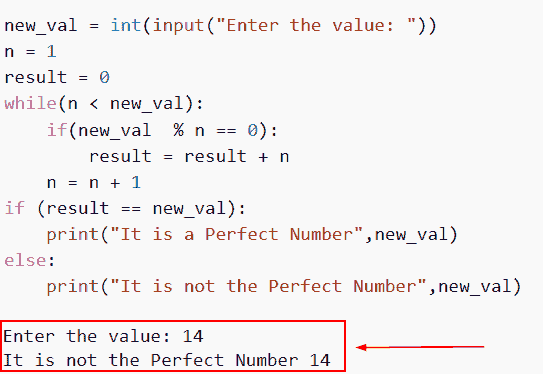 new_val = int(input("Enter the value: "))
n = 1
result = 0
while(n < new_val):
    if(new_val  % n == 0):
        result = result + n
    n = n + 1
if (result == new_val):
    print("It is a Perfect Number",new_val)
else:
    print("It is not the Perfect Number",new_val)
Enter the value: 14
It is not the Perfect Number 14